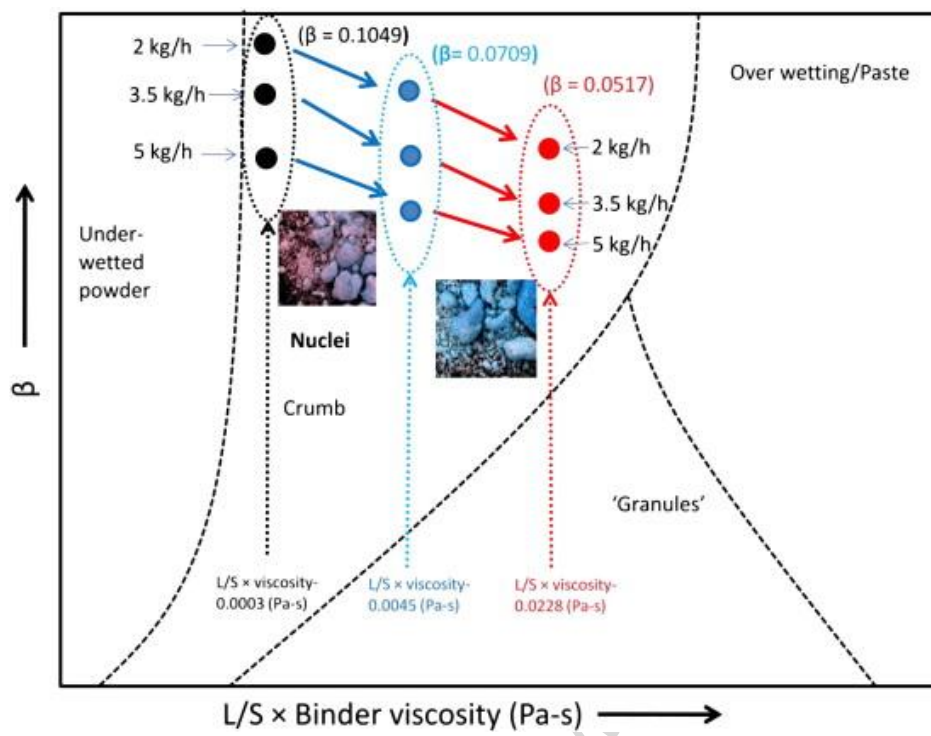 2 kg/h
3.5 kg/h
5 kg/h
(β = 0.1049)
(β= 0.0709)
(β = 0.0517)
Over wetting/Paste
2 kg/h
3.5 kg/h
5 kg/h
Under-
wetted
powder
Nuclei
Crumb
'Granules'
β
L/S × viscosity-
0.0003 (Pa-s)
L/S × viscosity-
0.0045 (Pa-s)
L/S × viscosity-
0.0228 (Pa-s)
L/S × Binder viscosity (Pa-s)